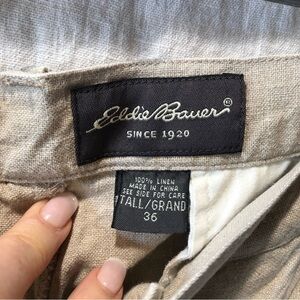 Eddie Bauer
SINCE 1920
100% LINEN
MADE IN CHINA
SEE SIDE FOR CARE
TALL/GRAND
36